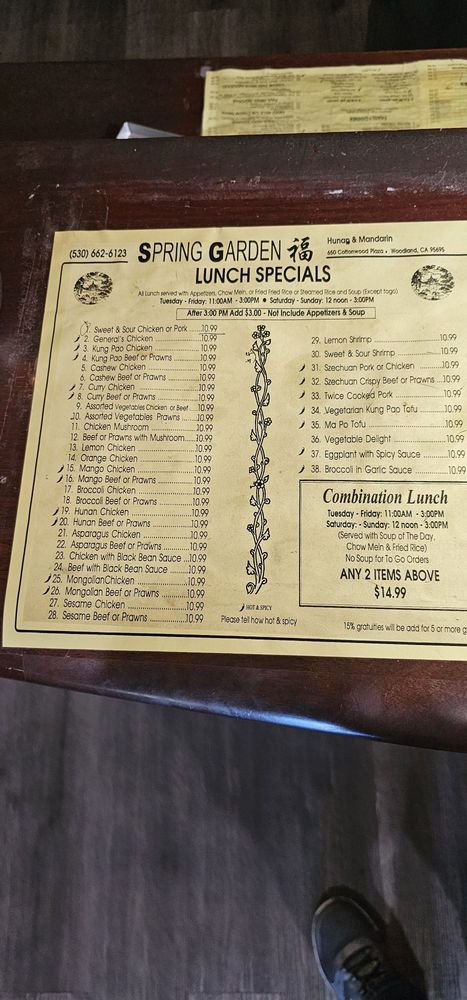 (530) 662-6123
SPRING GARDEN 福
Hunan & Mandarin
650 Cottonwood Plaza, Woodland, CA 95695
LUNCH SPECIALS
All Lunch served with Appetizers, Chow Mein, or Fried Fried Rice or Steamed Rice and Soup (Except togo)
Tuesday - Friday: 11:00AM - 3:00PM • Saturday - Sunday: 12 noon - 3:00PM
After 3:00 PM Add $3.00 - Not Include Appetizers & Soup
1. Sweet & Sour Chicken or Pork .....10.99
2. General's Chicken .....10.99
3. Kung Pao Chicken .....10.99
4. Kung Pao Beef or Prawns .....10.99
5. Cashew Chicken .....10.99
6. Cashew Beef or Prawns .....10.99
7. Curry Chicken .....10.99
8. Curry Beef or Prawns .....10.99
9. Assorted Vegetables Chicken or Beef .....10.99
10. Assorted Vegetables Prawns .....10.99
11. Chicken Mushroom .....10.99
12. Beef or Prawns with Mushroom.....10.99
13. Lemon Chicken .....10.99
14. Orange Chicken .....10.99
15. Mango Chicken .....10.99
16. Mango Beef or Prawns .....10.99
17. Broccoli Chicken .....10.99
18. Broccoli Beef or Prawns .....10.99
19. Hunan Chicken .....10.99
20. Hunan Beef or Prawns .....10.99
21. Asparagus Chicken .....10.99
22. Asparagus Beef or Prawns .....10.99
23. Chicken with Black Bean Sauce .....10.99
24. Beef with Black Bean Sauce .....10.99
25. MongolianChicken .....10.99
26. Mongolian Beef or Prawns .....10.99
27. Sesame Chicken .....10.99
28. Sesame Beef or Prawns .....10.99
HOT & SPICY
Please tell how hot & spicy
29. Lemon Shrimp .....10.99
30. Sweet & Sour Shrimp .....10.99
31. Szechuan Pork or Chicken .....10.99
32. Szechuan Crispy Beef or Prawns ...10.99
33. Twice Cooked Pork .....10.99
34. Vegetarian Kung Pao Tofu .....10.99
35. Ma Po Tofu .....10.99
36. Vegetable Delight .....10.99
37. Eggplant with Spicy Sauce .....10.99
38. Broccoli in Garlic Sauce .....10.99
Combination Lunch
Tuesday - Friday: 11:00AM - 3:00PM
Saturday: - Sunday: 12 noon - 3:00PM
(Served with Soup of The Day,
Chow Mein & Fried Rice)
No Soup for To Go Orders
ANY 2 ITEMS ABOVE
$14.99
15% gratuities will be add for 5 or more